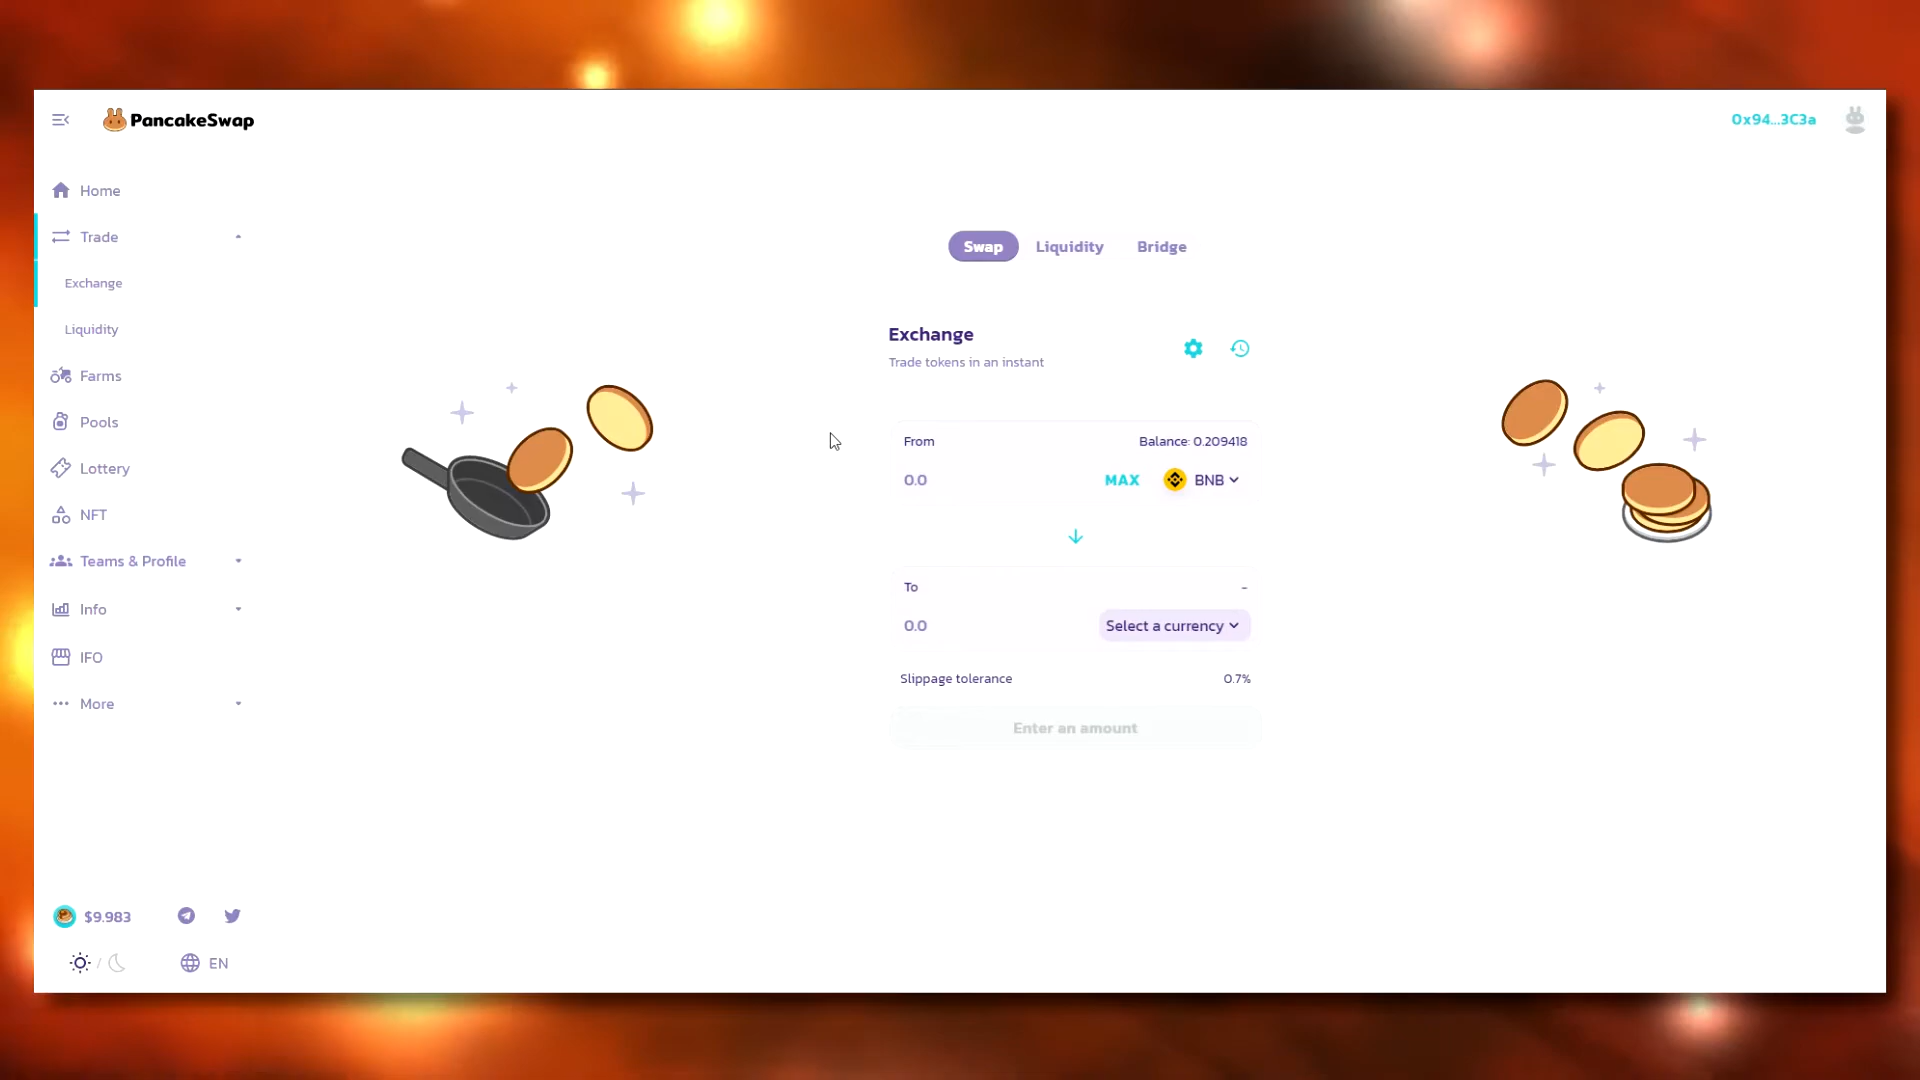 PancakeSwap
0x94...3C3a
Home
Trade
Exchange
Liquidity
Farms
Pools
Lottery
NFT
Teams & Profile
Info
IFO
More
$9.983
EN
Swap Liquidity Bridge
Exchange
Trade tokens in an instant
From Balance: 0.209418
0.0 MAX BNB
To -
0.0 Select a currency
Slippage tolerance 0.7%
Enter an amount